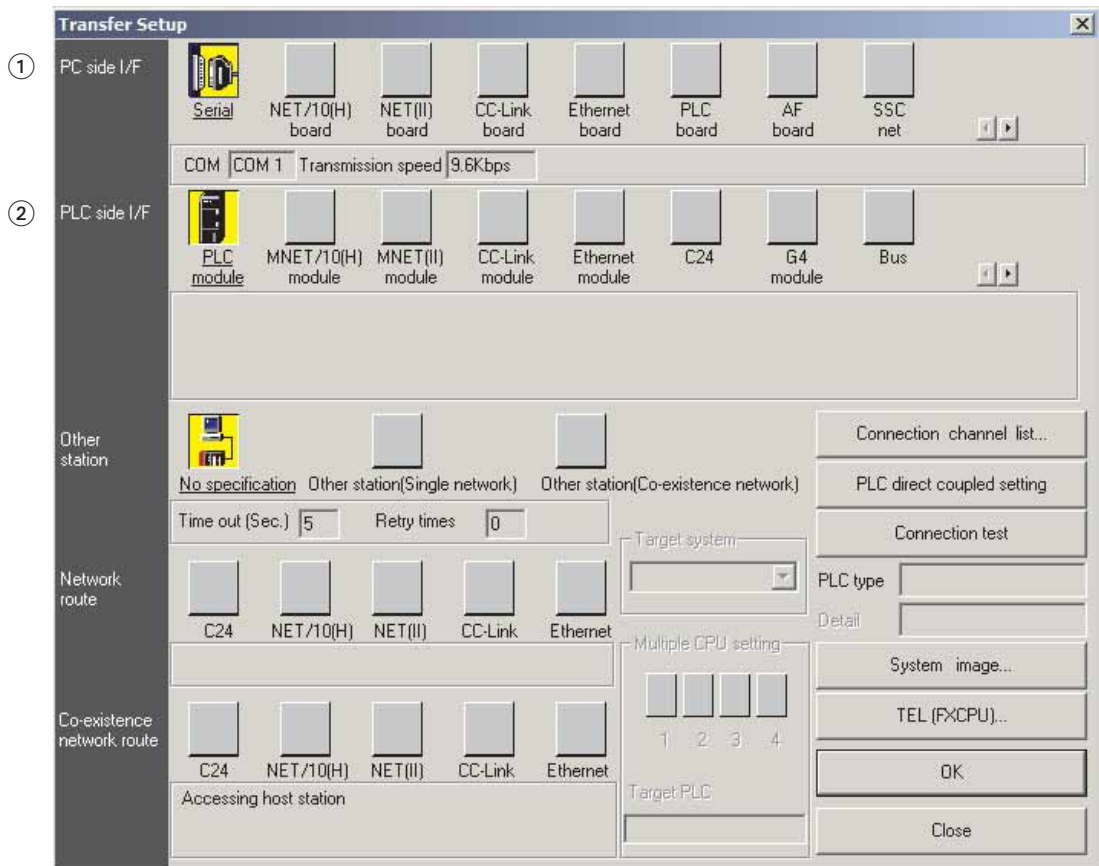 Transfer Setup
① PC side I/F
Serial
NET/10(H)
board
NET(II)
board
CC-Link
board
Ethernet
board
PLC
board
AF
board
SSC
net
COM COM 1 Transmission speed 9.6Kbps
② PLC side I/F
PLC
module
MNET/10(H)
module
MNET(II)
module
CC-Link
module
Ethernet
module
C24
G4
module
Bus
Other
station
No specification Other station(Single network) Other station(Co-existence network)
Time out (Sec.) 5 Retry times 0
Connection channel list...
PLC direct coupled setting
Connection test
PLC type
Detail
System image...
TEL (FXCPU)...
OK
Close
Target system
Multiple CPU setting
1 2 3 4
Target PLC
Network
route
C24 NET/10(H) NET(II) CC-Link Ethernet
Co-existence
network route
C24 NET/10(H) NET(II) CC-Link Ethernet
Accessing host station